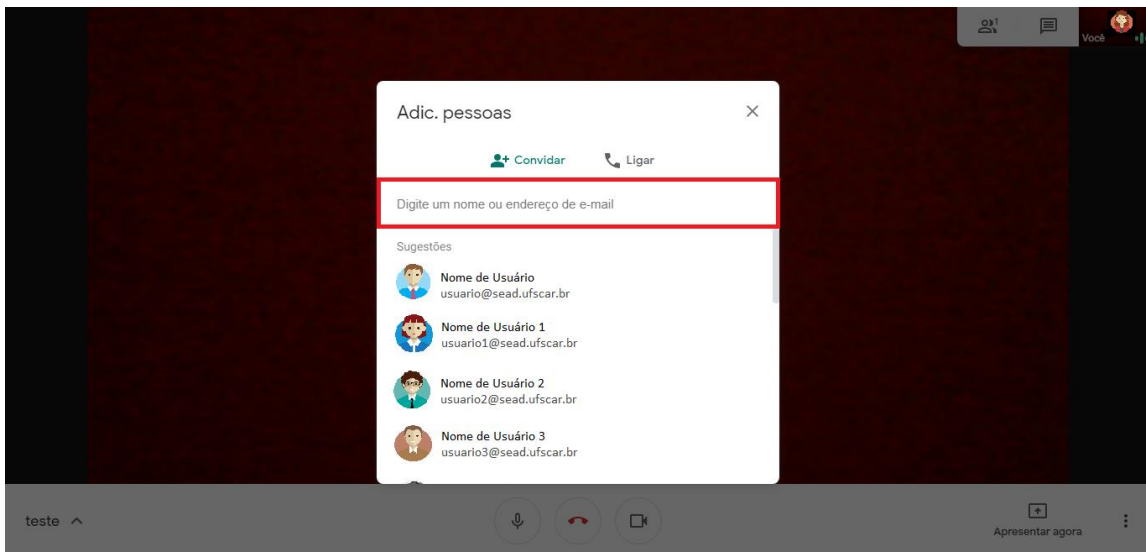 1
Você
Adic. pessoas
Convidar
Ligar
Digite um nome ou endereço de e-mail
Sugestões
Nome de Usuário
usuario@sead.ufscar.br
Nome de Usuário 1
usuario1@sead.ufscar.br
Nome de Usuário 2
usuario2@sead.ufscar.br
Nome de Usuário 3
usuario3@sead.ufscar.br
teste
Apresentar agora